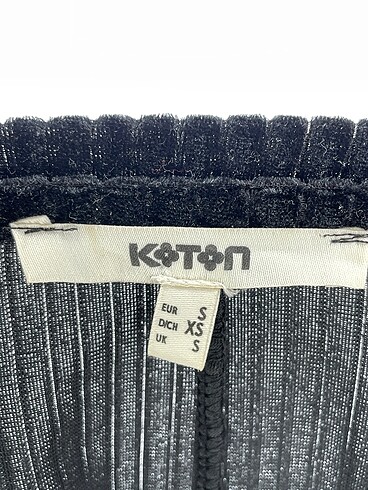 KOTON
EUR S
D/CH XS
UK S